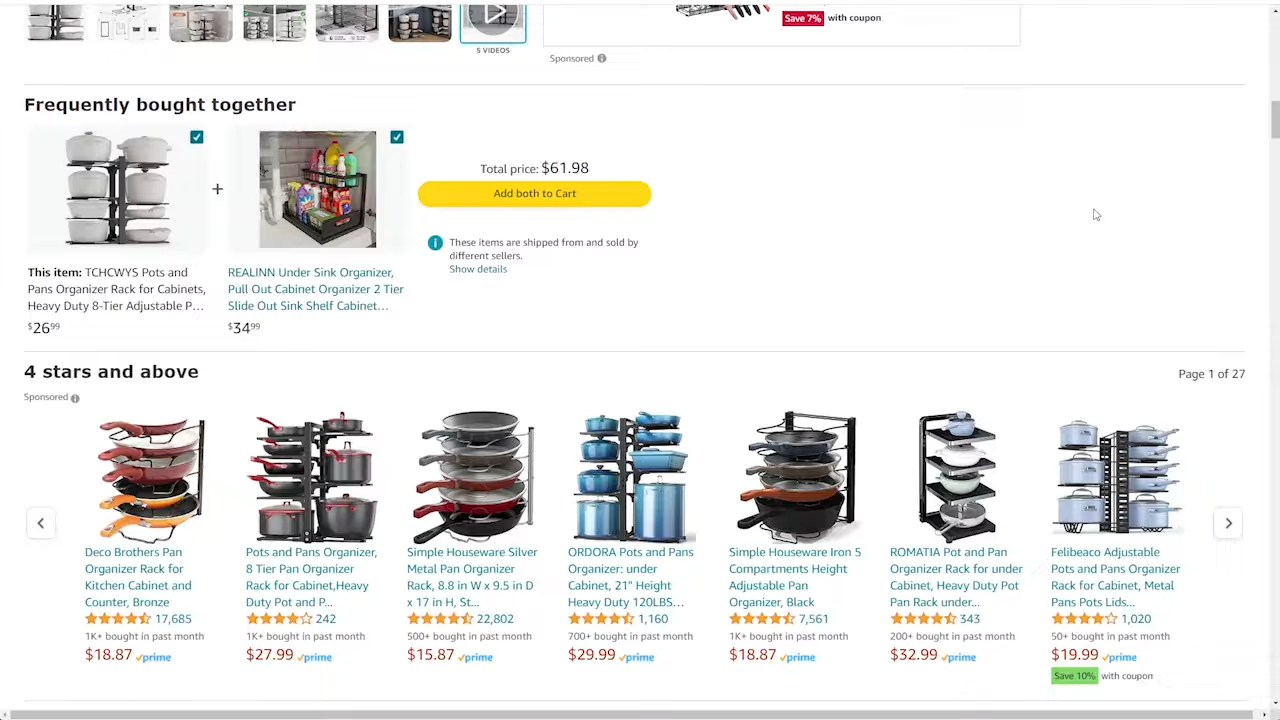 Save 7% with coupon
5 VIDEOS
Sponsored
Frequently bought together
+
Total price: $61.98
Add both to Cart
These items are shipped from and sold by
different sellers.
Show details
This item: TCHCWYS Pots and
Pans Organizer Rack for Cabinets,
Heavy Duty 8-Tier Adjustable P…
$26.99
REALINN Under Sink Organizer,
Pull Out Cabinet Organizer 2 Tier
Slide Out Sink Shelf Cabinet…
$34.99
4 stars and above
Page 1 of 27
Sponsored
Deco Brothers Pan
Organizer Rack for
Kitchen Cabinet and
Counter, Bronze
17,685
1K+ bought in past month
$18.87 prime
Pots and Pans Organizer,
8 Tier Pan Organizer
Rack for Cabinet,Heavy
Duty Pot and P...
242
1K+ bought in past month
$27.99 prime
Simple Houseware Silver
Metal Pan Organizer
Rack, 8.8 in W x 9.5 in D
x 17 in H, St...
22,802
500+ bought in past month
$15.87 prime
ORDORA Pots and Pans
Organizer: under
Cabinet, 21" Height
Heavy Duty 120LBS...
1,160
700+ bought in past month
$29.99 prime
Simple Houseware Iron 5
Compartments Height
Adjustable Pan
Organizer, Black
7,561
1K+ bought in past month
$18.87 prime
ROMATIA Pot and Pan
Organizer Rack for under
Cabinet, Heavy Duty Pot
Pan Rack under...
343
200+ bought in past month
$32.99 prime
Felibeaco Adjustable
Pots and Pans Organizer
Rack for Cabinet, Metal
Pans Pots Lids...
1,020
50+ bought in past month
$19.99 prime
Save 10% with coupon